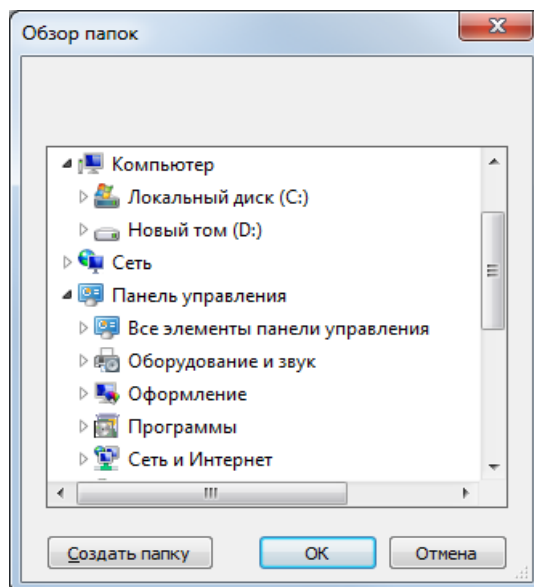 Обзор папок
Компьютер
Локальный диск (C:)
Новый том (D:)
Сеть
Панель управления
Все элементы панели управления
Оборудование и звук
Оформление
Программы
Сеть и Интернет
Создать папку
ОК
Отмена